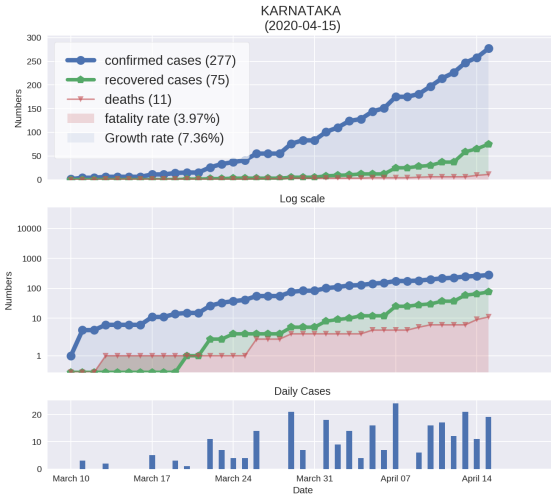 KARNATAKA
(2020-04-15)
300
250
200
150
100
50
0
Numbers
confirmed cases (277)
recovered cases (75)
deaths (11)
fatality rate (3.97%)
Growth rate (7.36%)
Log scale
10000
1000
100
10
1
Numbers
Daily Cases
20
10
0
March 10 March 17 March 24 March 31 April 07 April 14
Date